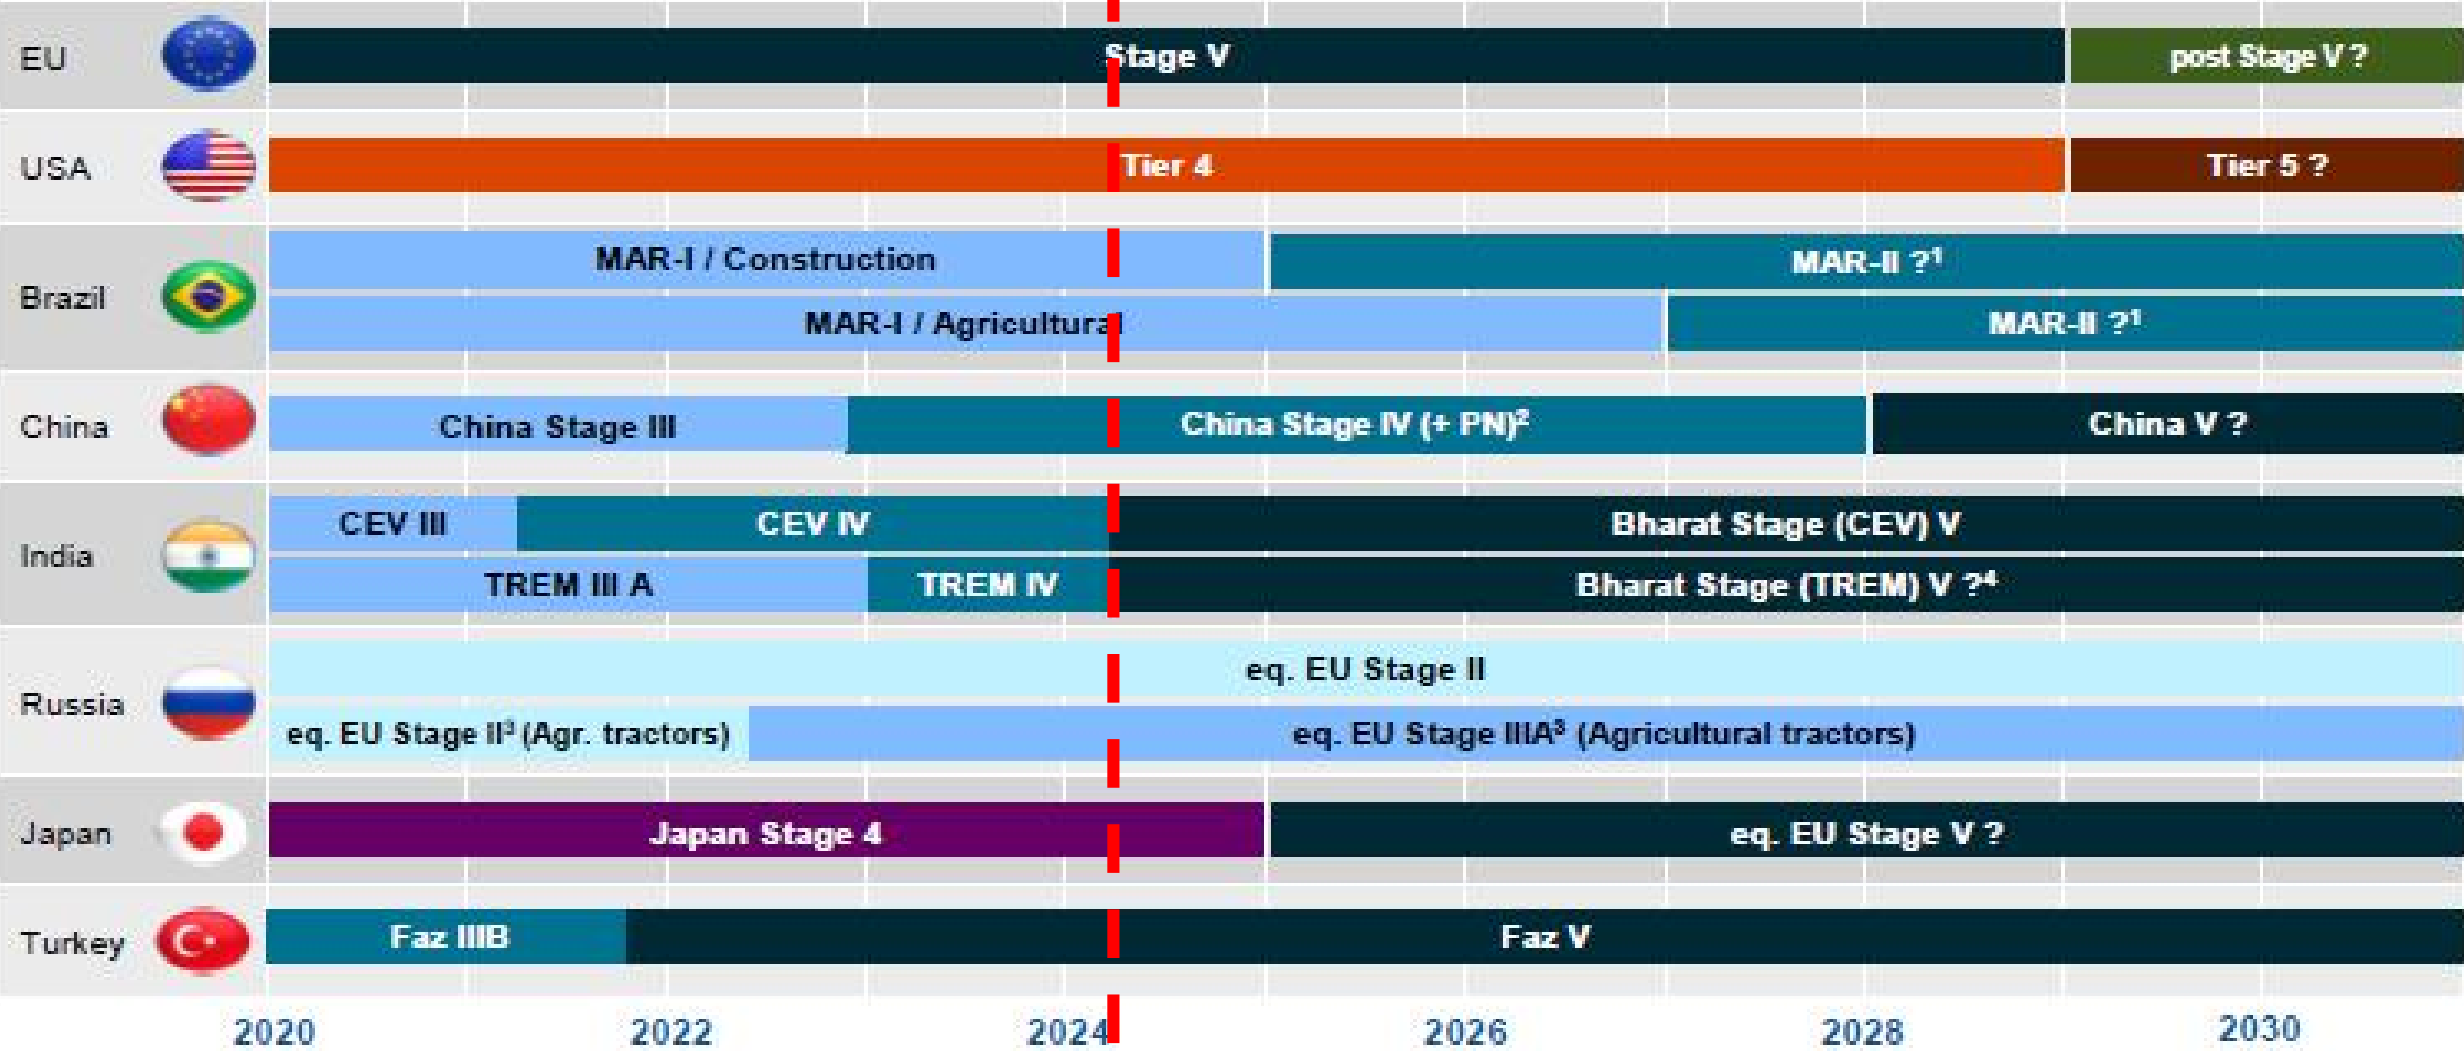 EU
Stage V
post Stage V ?
USA
Tier 4
Tier 5 ?
Brazil
MAR-I / Construction
MAR-II ?¹
MAR-I / Agricultural
MAR-II ?¹
China
China Stage III
China Stage IV (+ PN)²
China V ?
India
CEV III
CEV IV
Bharat Stage (CEV) V
TREM III A
TREM IV
Bharat Stage (TREM) V ?⁴
Russia
eq. EU Stage II
eq. EU Stage II³ (Agr. tractors)
eq. EU Stage IIIA³ (Agricultural tractors)
Japan
Japan Stage 4
eq. EU Stage V ?
Turkey
Faz IIIB
Faz V
2020 2022 2024 2026 2028 2030